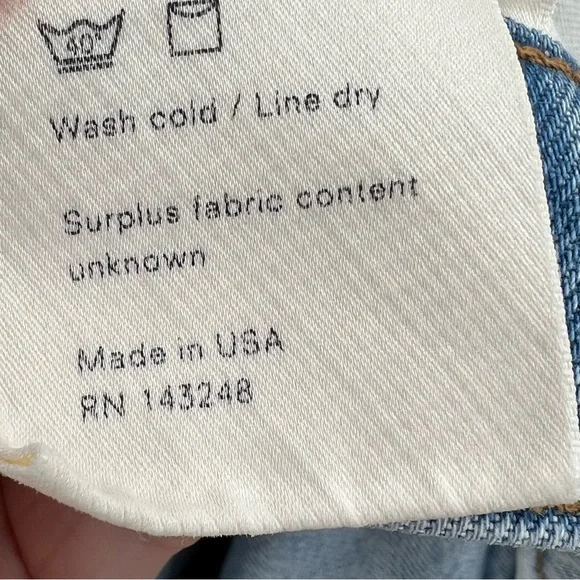 40°
Wash cold / Line dry
Surplus fabric content
unknown
Made in USA
RN 143248